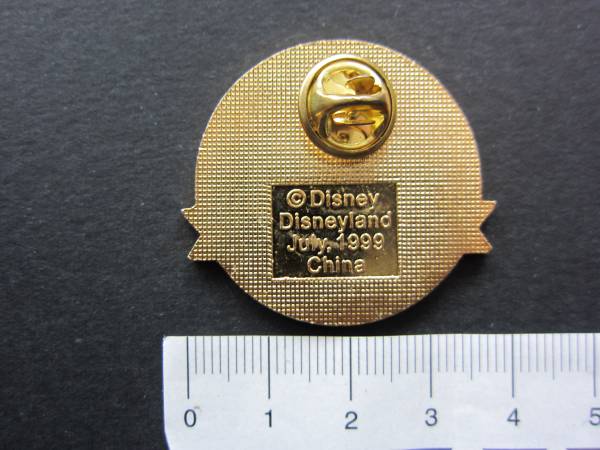 © Disney
Disneyland
July, 1999
China
0 1 2 3 4 5